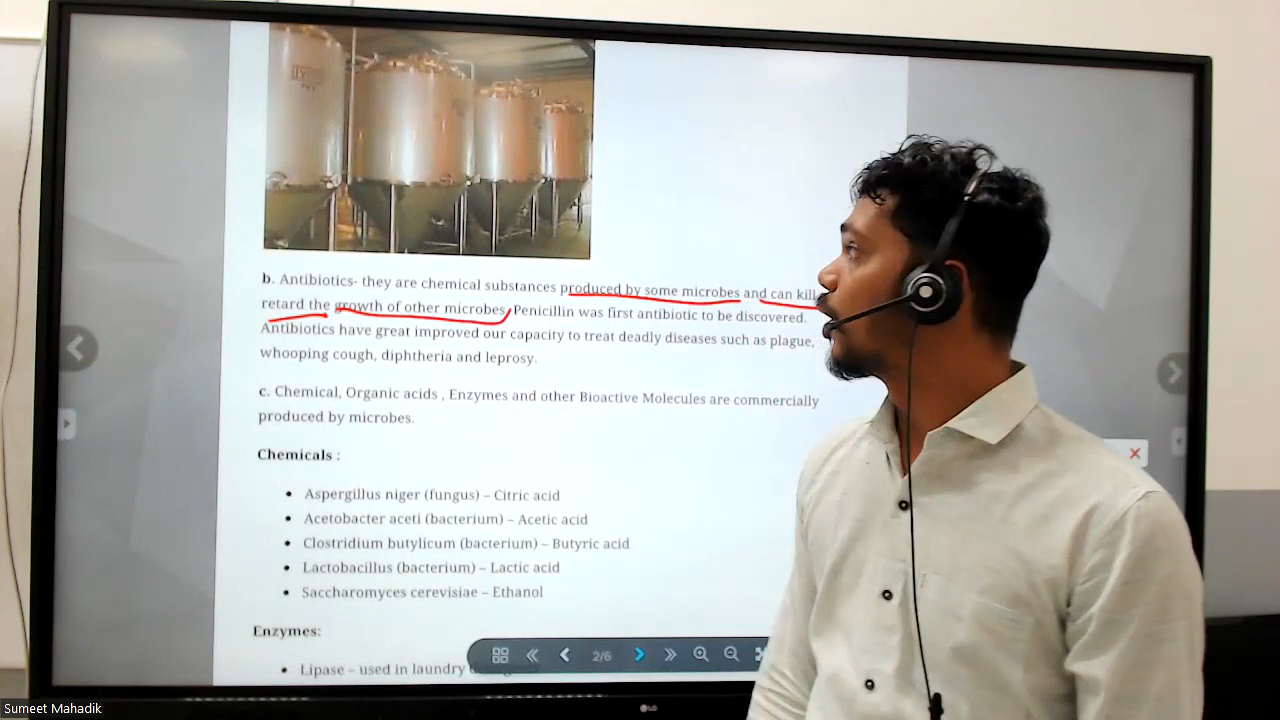 b. Antibiotics- they are chemical substances produced by some microbes and can kill
retard the growth of other microbes. Penicillin was first antibiotic to be discovered.
Antibiotics have great improved our capacity to treat deadly diseases such as plague,
whooping cough, diphtheria and leprosy.
c. Chemical, Organic acids , Enzymes and other Bioactive Molecules are commercially
produced by microbes.
Chemicals :
• Aspergillus niger (fungus) – Citric acid
• Acetobacter aceti (bacterium) – Acetic acid
• Clostridium butylicum (bacterium) – Butyric acid
• Lactobacillus (bacterium) – Lactic acid
• Saccharomyces cerevisiae – Ethanol
Enzymes:
• Lipase – used in laundry
2/6
LG
Sumeet Mahadik